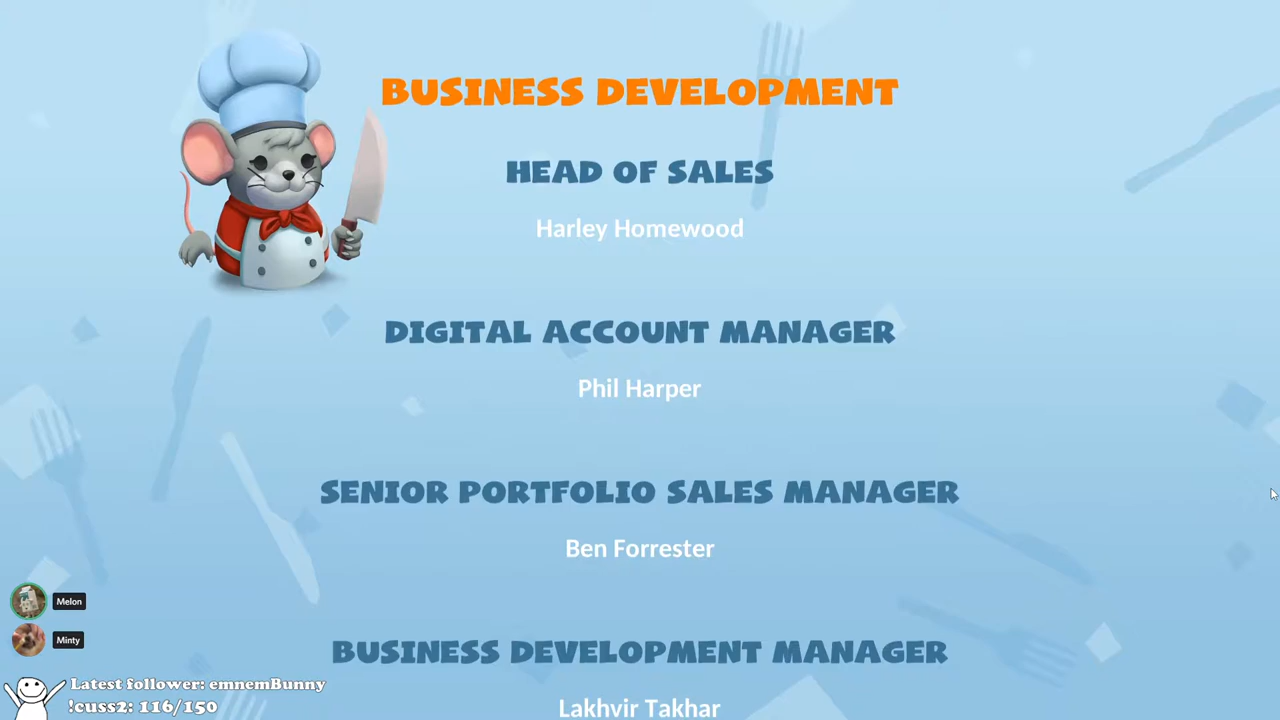 BUSINESS DEVELOPMENT
HEAD OF SALES
Harley Homewood
DIGITAL ACCOUNT MANAGER
Phil Harper
SENIOR PORTFOLIO SALES MANAGER
Ben Forrester
BUSINESS DEVELOPMENT MANAGER
Lakhvir Takhar
Melon
Minty
Latest follower: emnemBunny
!cuss2: 116/150